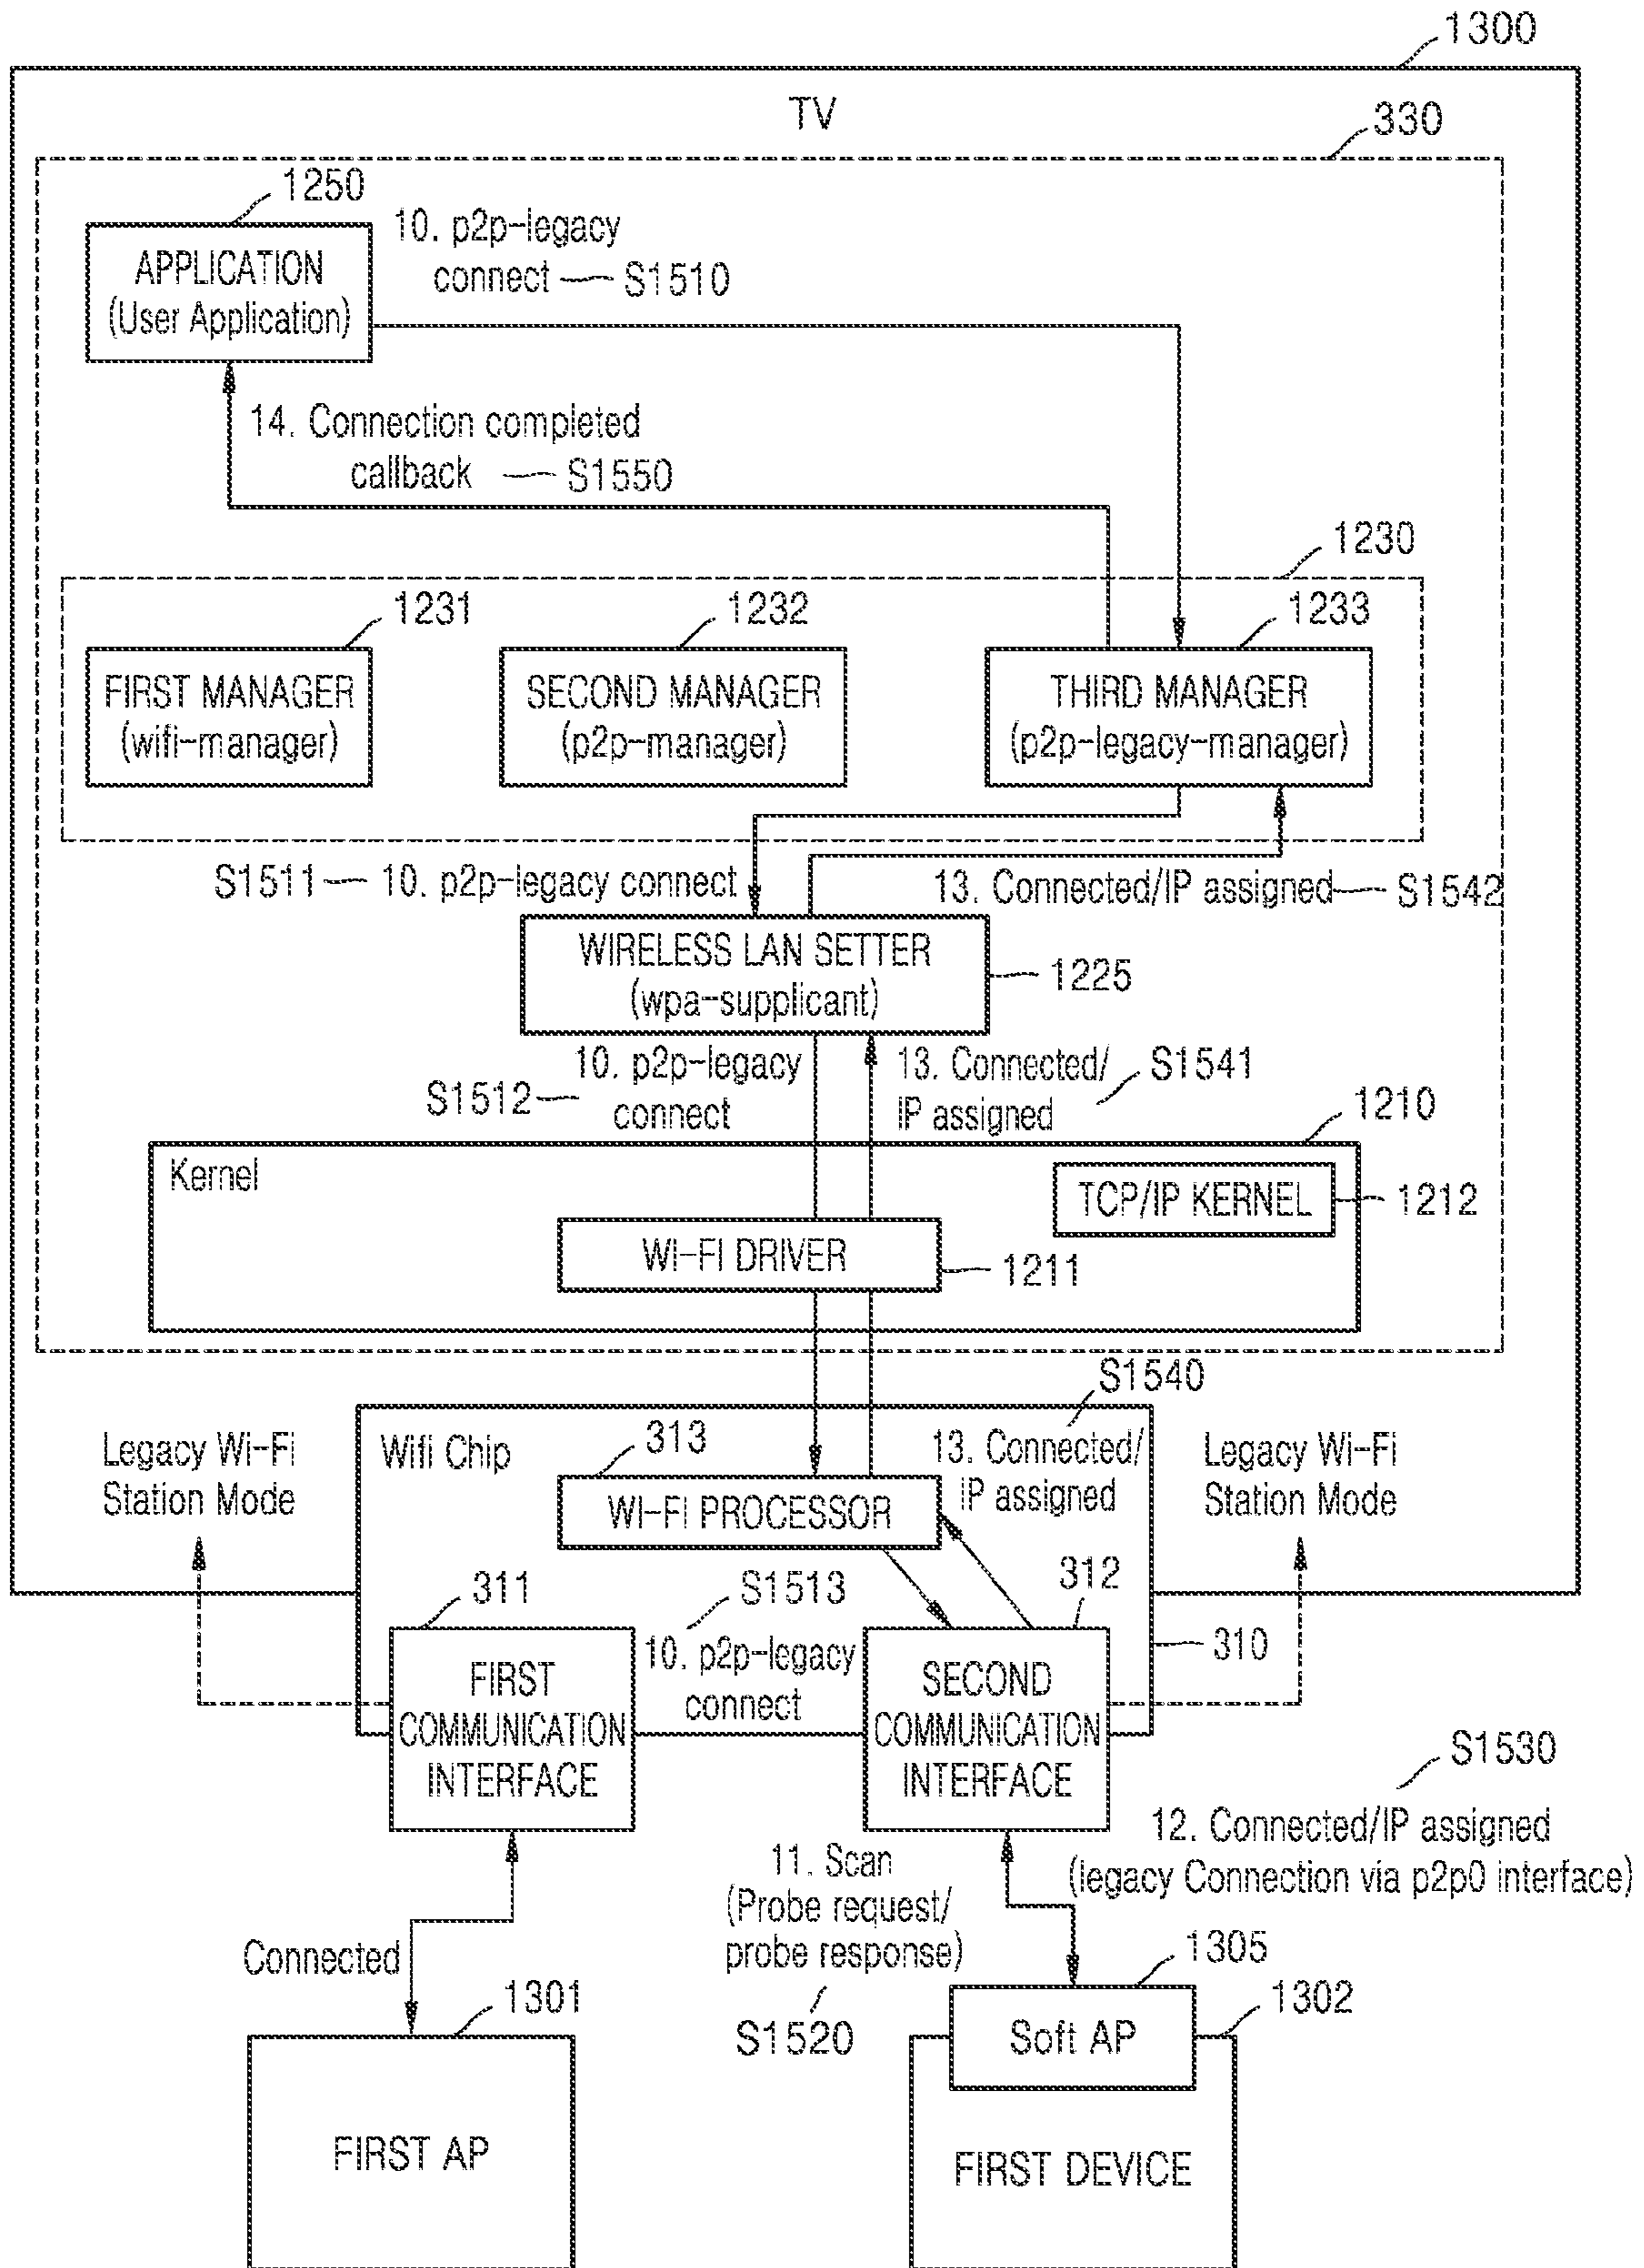 1300
TV
330
1250
APPLICATION
(User Application)
10. p2p-legacy
connect
S1510
14. Connection completed
callback
S1550
1230
1231
1232
1233
FIRST MANAGER
(wifi-manager)
SECOND MANAGER
(p2p-manager)
THIRD MANAGER
(p2p-legacy-manager)
S1511
10. p2p-legacy connect
13. Connected/IP assigned
S1542
WIRELESS LAN SETTER
(wpa-supplicant)
1225
10. p2p-legacy
connect
S1512
13. Connected/
IP assigned
S1541
1210
Kernel
TCP/IP KERNEL
1212
WI-FI DRIVER
1211
S1540
Legacy Wi-Fi
Station Mode
Wifi Chip
313
13. Connected/
IP assigned
Legacy Wi-Fi
Station Mode
WI-FI PROCESSOR
311
S1513
312
310
FIRST
COMMUNICATION
INTERFACE
10. p2p-legacy
connect
SECOND
COMMUNICATION
INTERFACE
S1530
12. Connected/IP assigned
(legacy Connection via p2p0 interface)
11. Scan
(Probe request/
probe response)
S1520
Connected
1305
1301
1302
Soft AP
FIRST AP
FIRST DEVICE